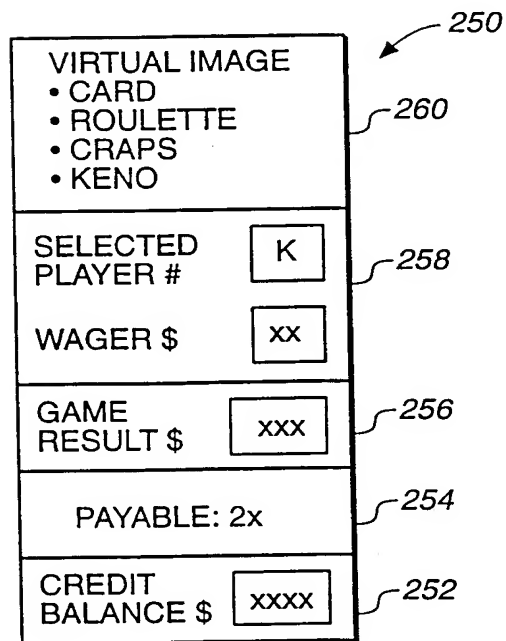 250
VIRTUAL IMAGE
• CARD
• ROULETTE
• CRAPS
• KENO
260
SELECTED
PLAYER #
K
258
WAGER $
xx
GAME
RESULT $
xxx
256
PAYABLE: 2x
254
CREDIT
BALANCE $
xxxx
252